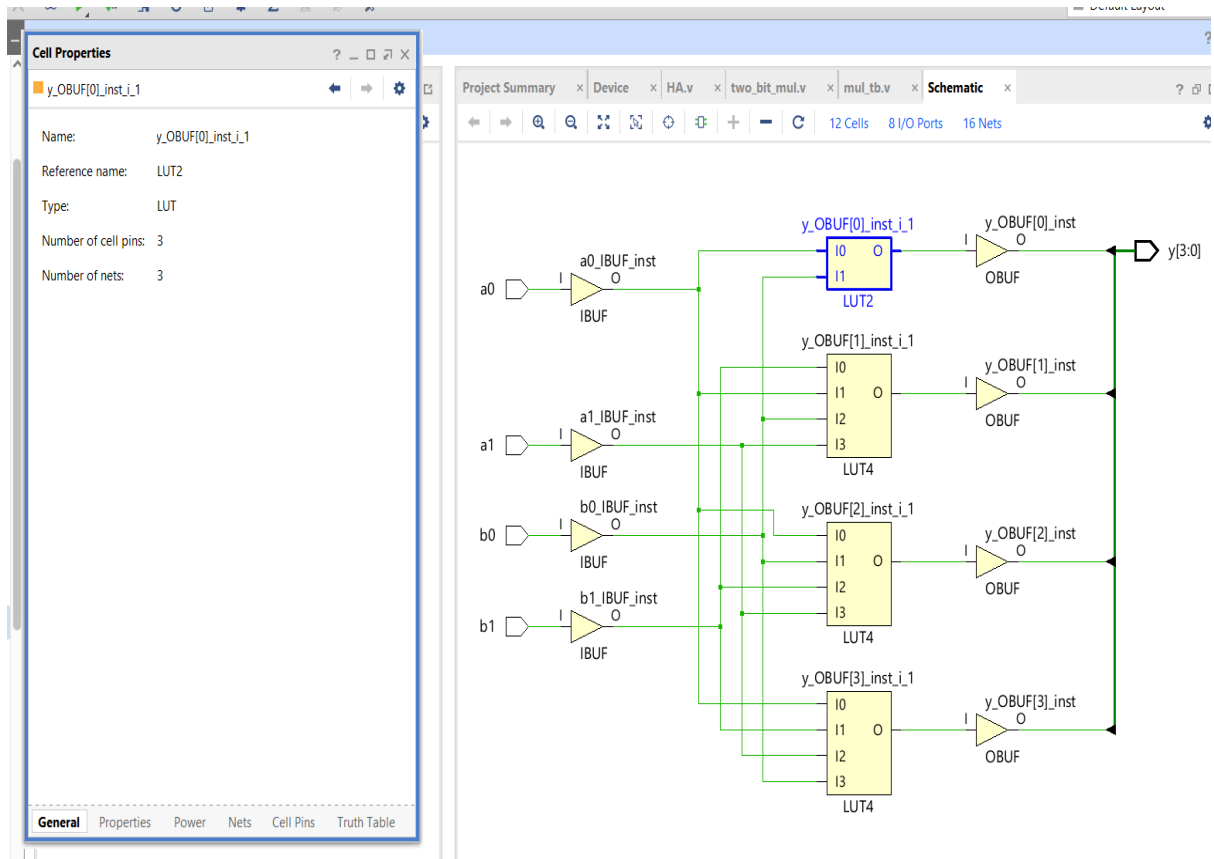 Default Layout
Cell Properties
y_OBUF[0]_inst_i_1
Name: y_OBUF[0]_inst_i_1
Reference name: LUT2
Type: LUT
Number of cell pins: 3
Number of nets: 3
General Properties Power Nets Cell Pins Truth Table
Project Summary × Device × HA.v × two_bit_mul.v × mul_tb.v × Schematic ×
12 Cells 8 I/O Ports 16 Nets
y_OBUF[0]_inst_i_1
I0 O
I1
LUT2
y_OBUF[0]_inst
I O
OBUF
y[3:0]
a0
a0_IBUF_inst
I O
IBUF
y_OBUF[1]_inst_i_1
I0
I1 O
I2
I3
LUT4
y_OBUF[1]_inst
I O
OBUF
a1
a1_IBUF_inst
I O
IBUF
b0
b0_IBUF_inst
I O
IBUF
y_OBUF[2]_inst_i_1
I0
I1 O
I2
I3
LUT4
y_OBUF[2]_inst
I O
OBUF
b1
b1_IBUF_inst
I O
IBUF
y_OBUF[3]_inst_i_1
I0
I1 O
I2
I3
LUT4
y_OBUF[3]_inst
I O
OBUF